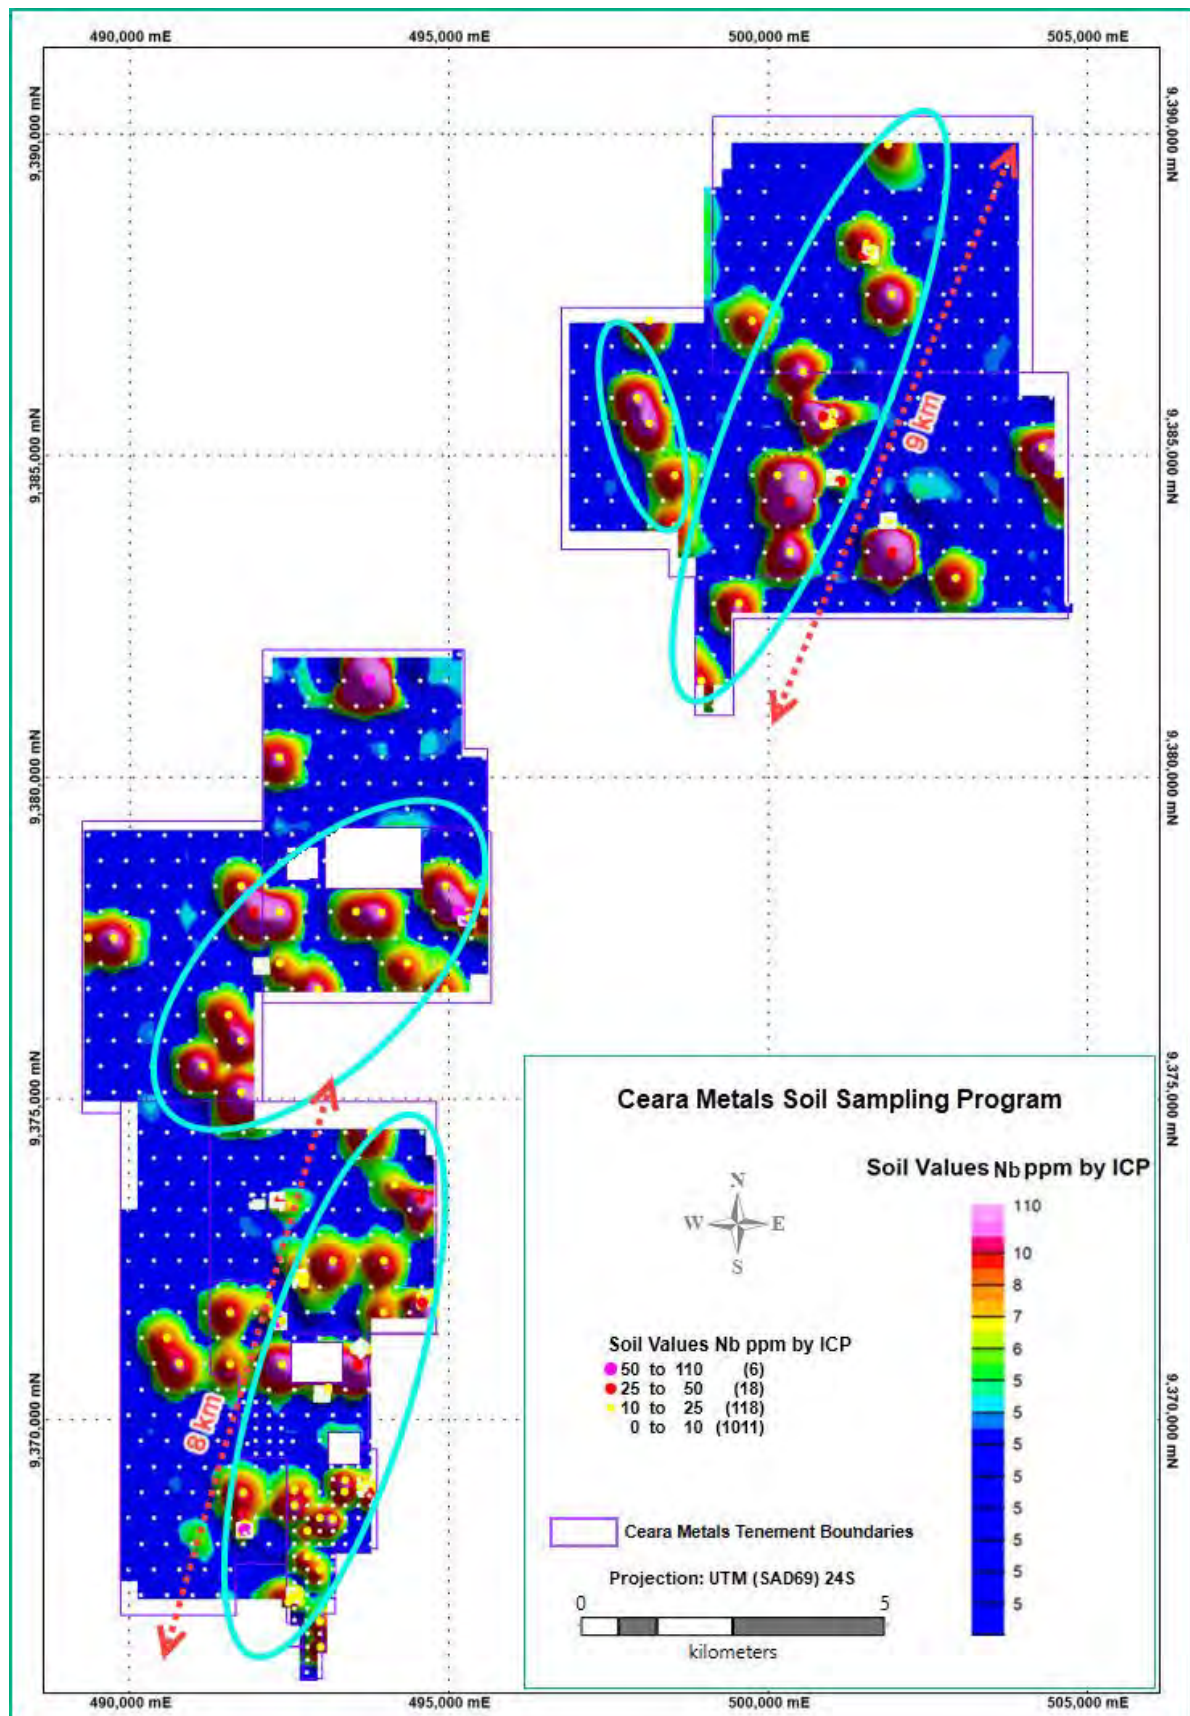 490,000 mE 495,000 mE 500,000 mE 505,000 mE
9,390,000 mN 9,390,000 mN
9,385,000 mN 9,385,000 mN
9 km
9,380,000 mN 9,380,000 mN
9,375,000 mN 9,375,000 mN
9,370,000 mN 9,370,000 mN
8 km
Ceara Metals Soil Sampling Program
N
W E
S
Soil Values Nb ppm by ICP
110
10
8
7
6
5
5
5
5
5
5
5
5
Soil Values Nb ppm by ICP
50 to 110 (6)
25 to 50 (18)
10 to 25 (118)
0 to 10 (1011)
Ceara Metals Tenement Boundaries
Projection: UTM (SAD69) 24S
0 5
kilometers
490,000 mE 495,000 mE 500,000 mE 505,000 mE